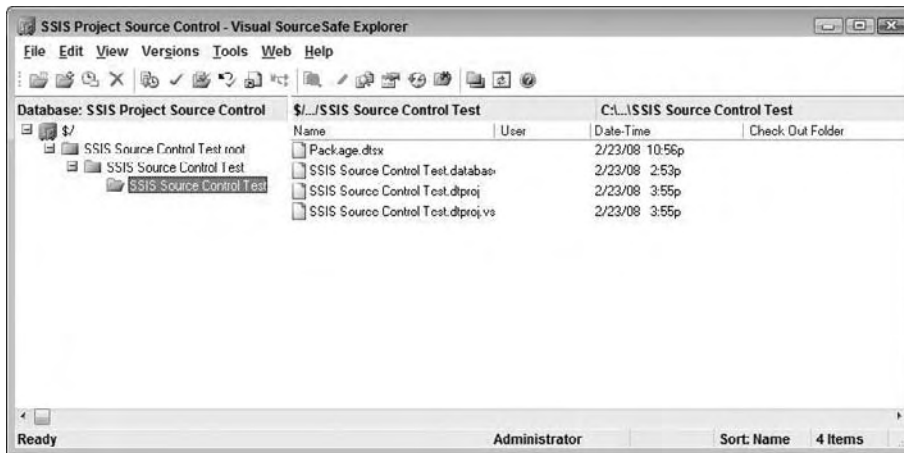 SSIS Project Source Control - Visual SourceSafe Explorer
File Edit View Versions Tools Web Help
Database: SSIS Project Source Control $/.../SSIS Source Control Test C:\...\SSIS Source Control Test
Name User Date-Time Check Out Folder
$/
SSIS Source Control Test.root
SSIS Source Control Test
SSIS Source Control Test
Package.dtsx 2/23/08 10:56p
SSIS Source Control Test.databas 2/23/08 2:53p
SSIS Source Control Test.dtproj 2/23/08 3:55p
SSIS Source Control Test.dtproj.vs 2/23/08 3:55p
Ready Administrator Sort: Name 4 Items